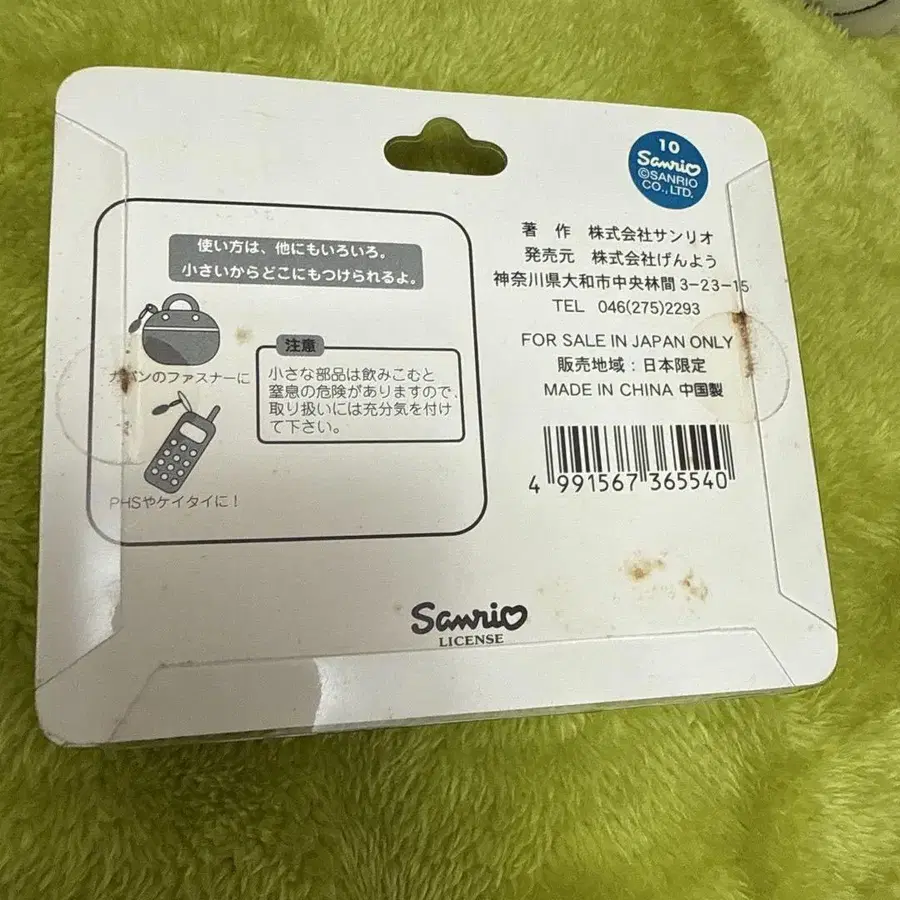 10
Sanrio
©SANRIO
CO., LTD.
著 作 株式会社サンリオ
発売元 株式会社げんよう
神奈川県大和市中央林間3-23-15
TEL 046(275)2293
FOR SALE IN JAPAN ONLY
販売地域：日本限定
MADE IN CHINA 中国製
4 991567 365540
使い方は、他にもいろいろ。
小さいからどこにもつけられるよ。
カバンのファスナーに
PHSやケイタイに！
注意
小さな部品は飲みこむと
窒息の危険がありますので、
取り扱いには充分気を付け
て下さい。
Sanrio
LICENSE